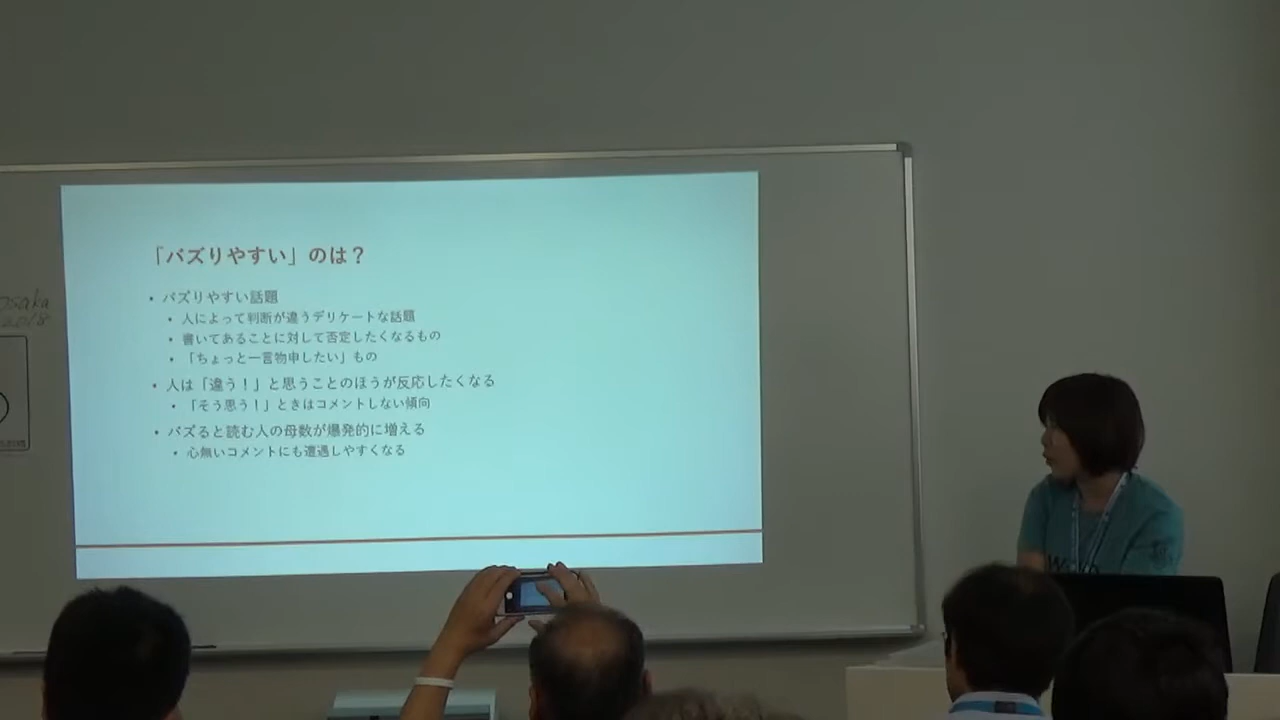 「バズりやすい」のは？
• バズりやすい話題
• 人によって判断が違うデリケートな話題
• 書いてあることに対して否定したくなるもの
• 「ちょっと一言物申したい」もの
• 人は「違う！」と思うことのほうが反応したくなる
• 「そう思う！」ときはコメントしない傾向
• バズると読む人の母数が爆発的に増える
• 心無いコメントにも遭遇しやすくなる
Osaka
2018